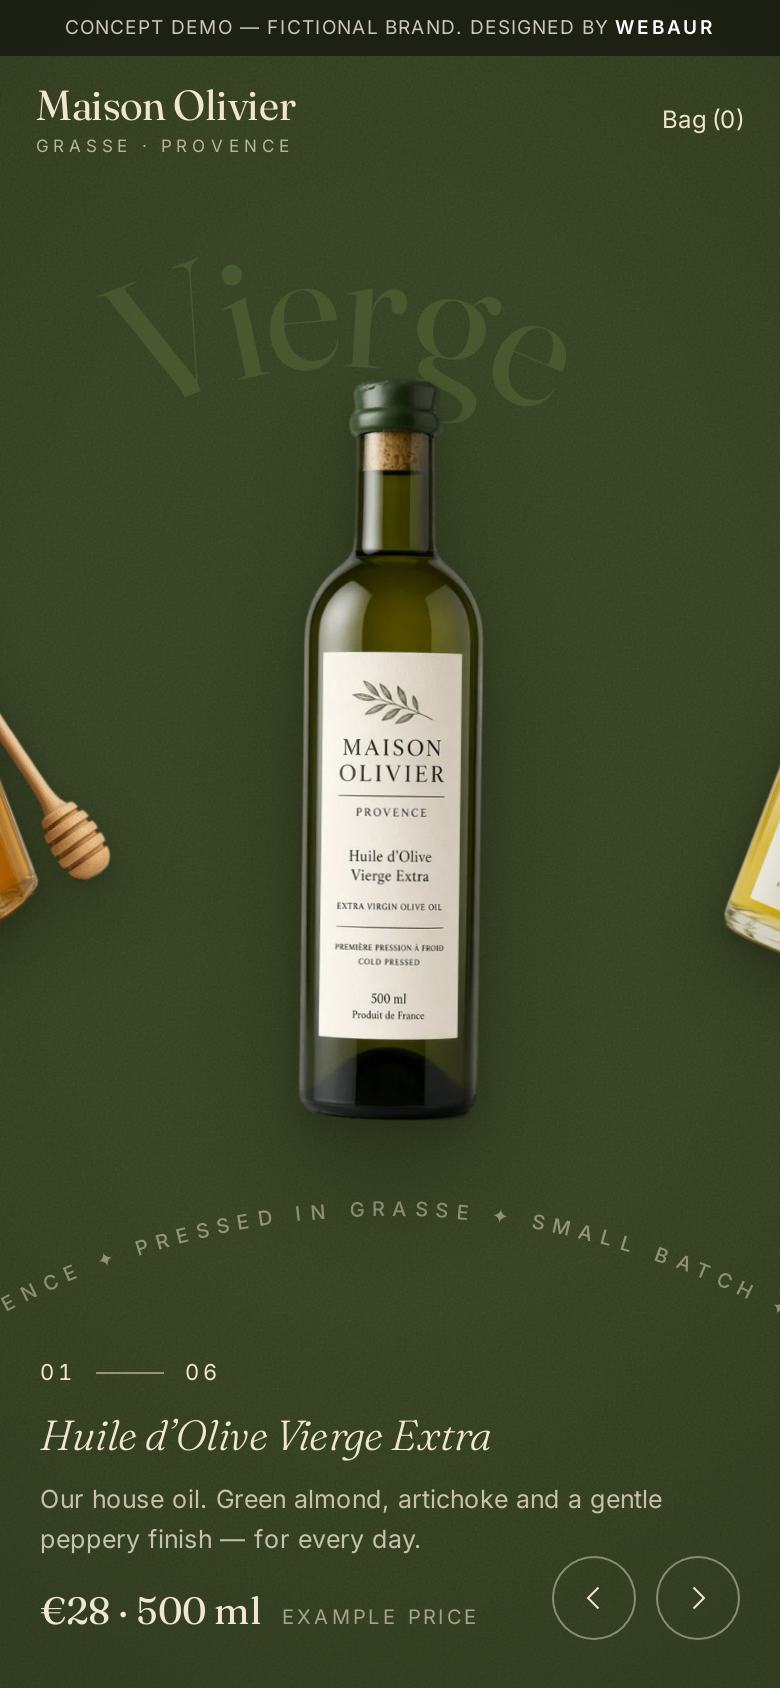 CONCEPT DEMO — FICTIONAL BRAND. DESIGNED BY WEBAUR
Maison Olivier
GRASSE · PROVENCE
Bag (0)
Vierge
MAISON
OLIVIER
PROVENCE
Huile d'Olive
Vierge Extra
EXTRA VIRGIN OLIVE OIL
PREMIÈRE PRESSION À FROID
COLD PRESSED
500 ml
Produit de France
ENCE ✦ PRESSED IN GRASSE ✦ SMALL BATCH ✦
01 — 06
Huile d’Olive Vierge Extra
Our house oil. Green almond, artichoke and a gentle
peppery finish — for every day.
€28 · 500 ml EXAMPLE PRICE